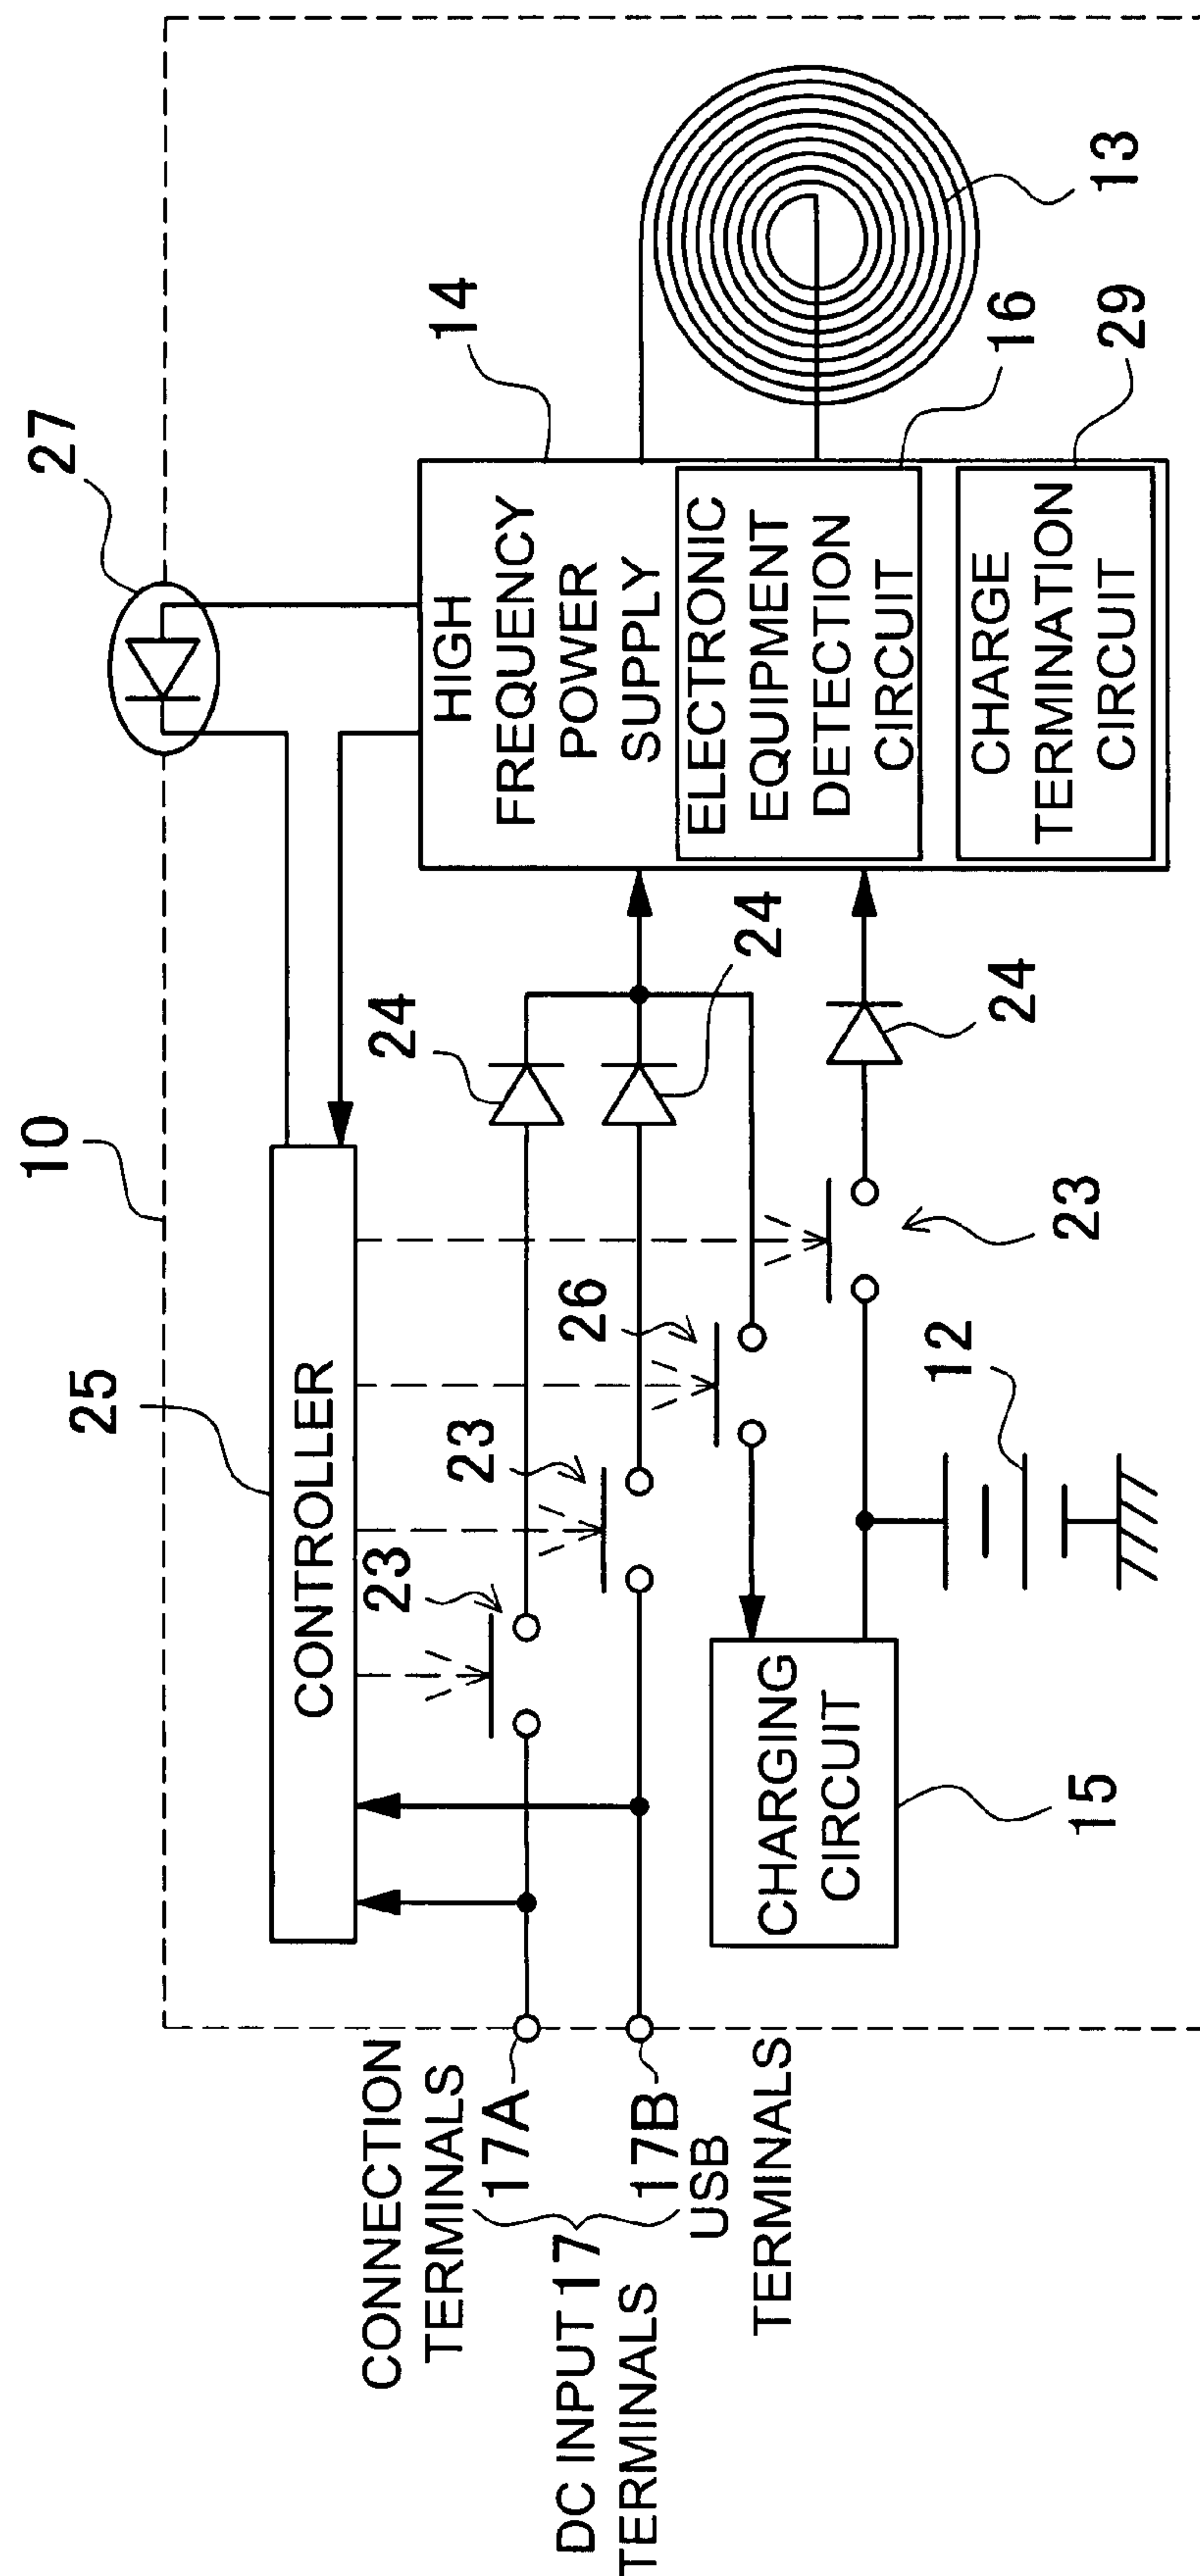 10
27
25
CONTROLLER
14
HIGH
FREQUENCY
POWER
SUPPLY
ELECTRONIC
EQUIPMENT
DETECTION
CIRCUIT
16
CHARGE
TERMINATION
CIRCUIT
29
13
24
24
24
23
23
26
23
12
CHARGING
CIRCUIT
15
CONNECTION
TERMINALS
17A
DC INPUT 17
TERMINALS
17B
USB
TERMINALS